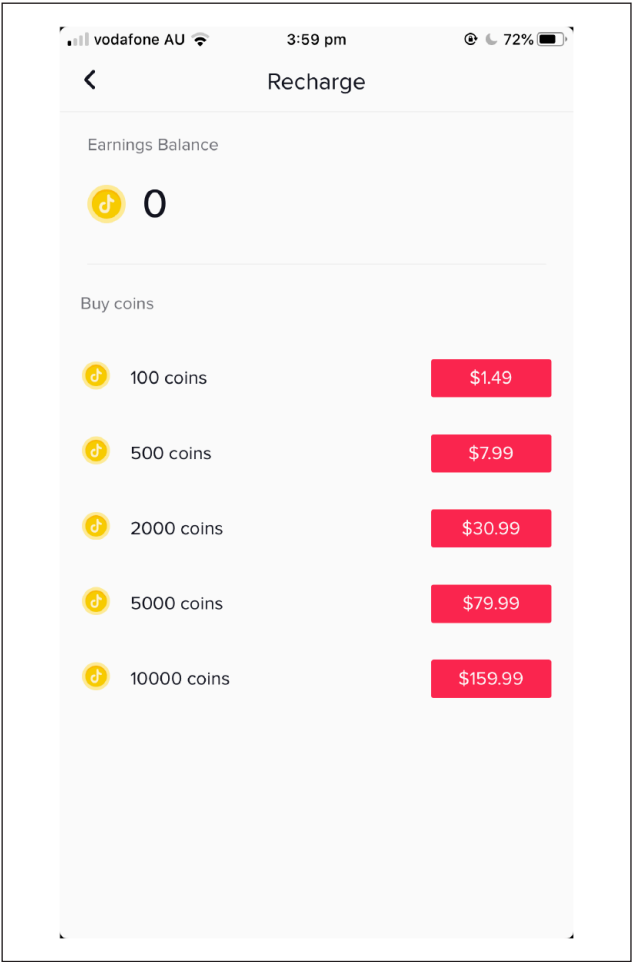 vodafone AU 3:59 pm 72%
Recharge
Earnings Balance
0
Buy coins
100 coins $1.49
500 coins $7.99
2000 coins $30.99
5000 coins $79.99
10000 coins $159.99